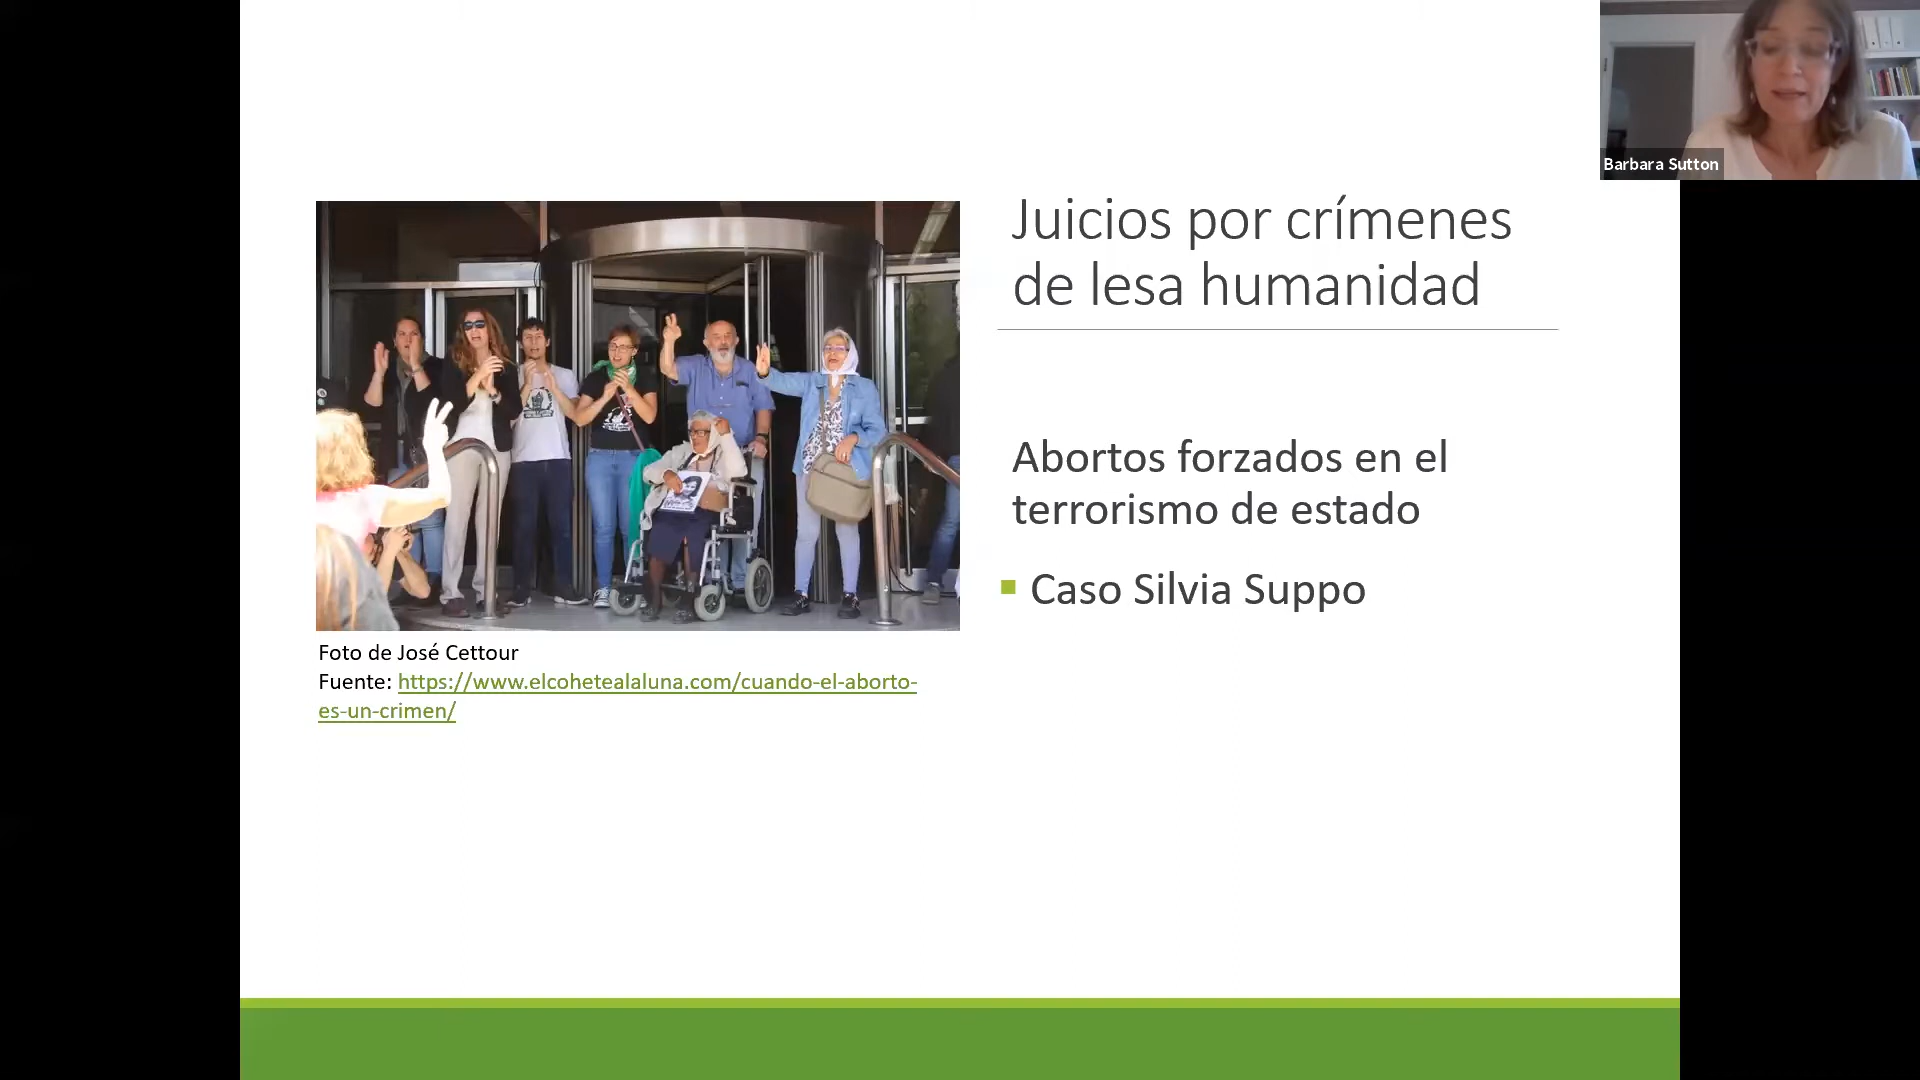 Barbara Sutton
Juicios por crímenes
de lesa humanidad
Abortos forzados en el
terrorismo de estado
Caso Silvia Suppo
Foto de José Cettour
Fuente: https://www.elcohetealaluna.com/cuando-el-aborto-
es-un-crimen/